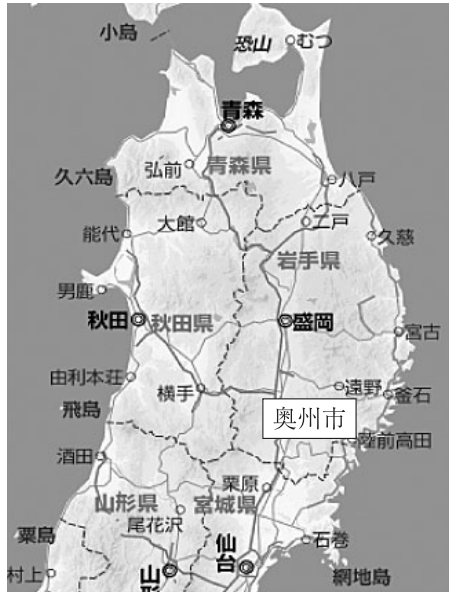 小島
恐山
むつ
青森
弘前
青森県
久六島
八戸
大館
二戸
能代
久慈
岩手県
男鹿
秋田
秋田県
盛岡
宮古
由利本荘
横手
遠野
釜石
飛島
奥州市
陸前高田
酒田
栗原
山形県
宮城県
尾花沢
粟島
仙台
石巻
村上
山形
網地島